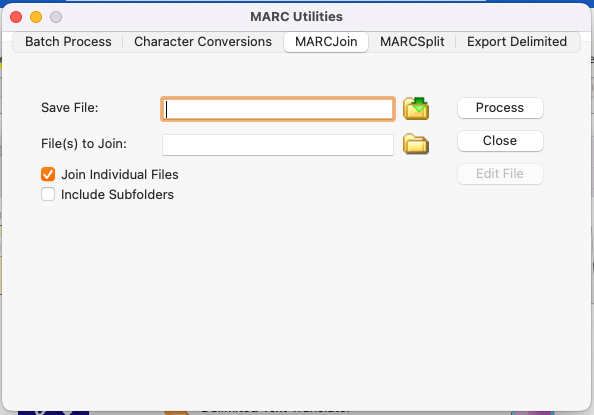 MARC Utilities
Batch Process Character Conversions MARCJoin MARCSplit Export Delimited
Save File: Process
File(s) to Join: Close
Join Individual Files Edit File
Include Subfolders